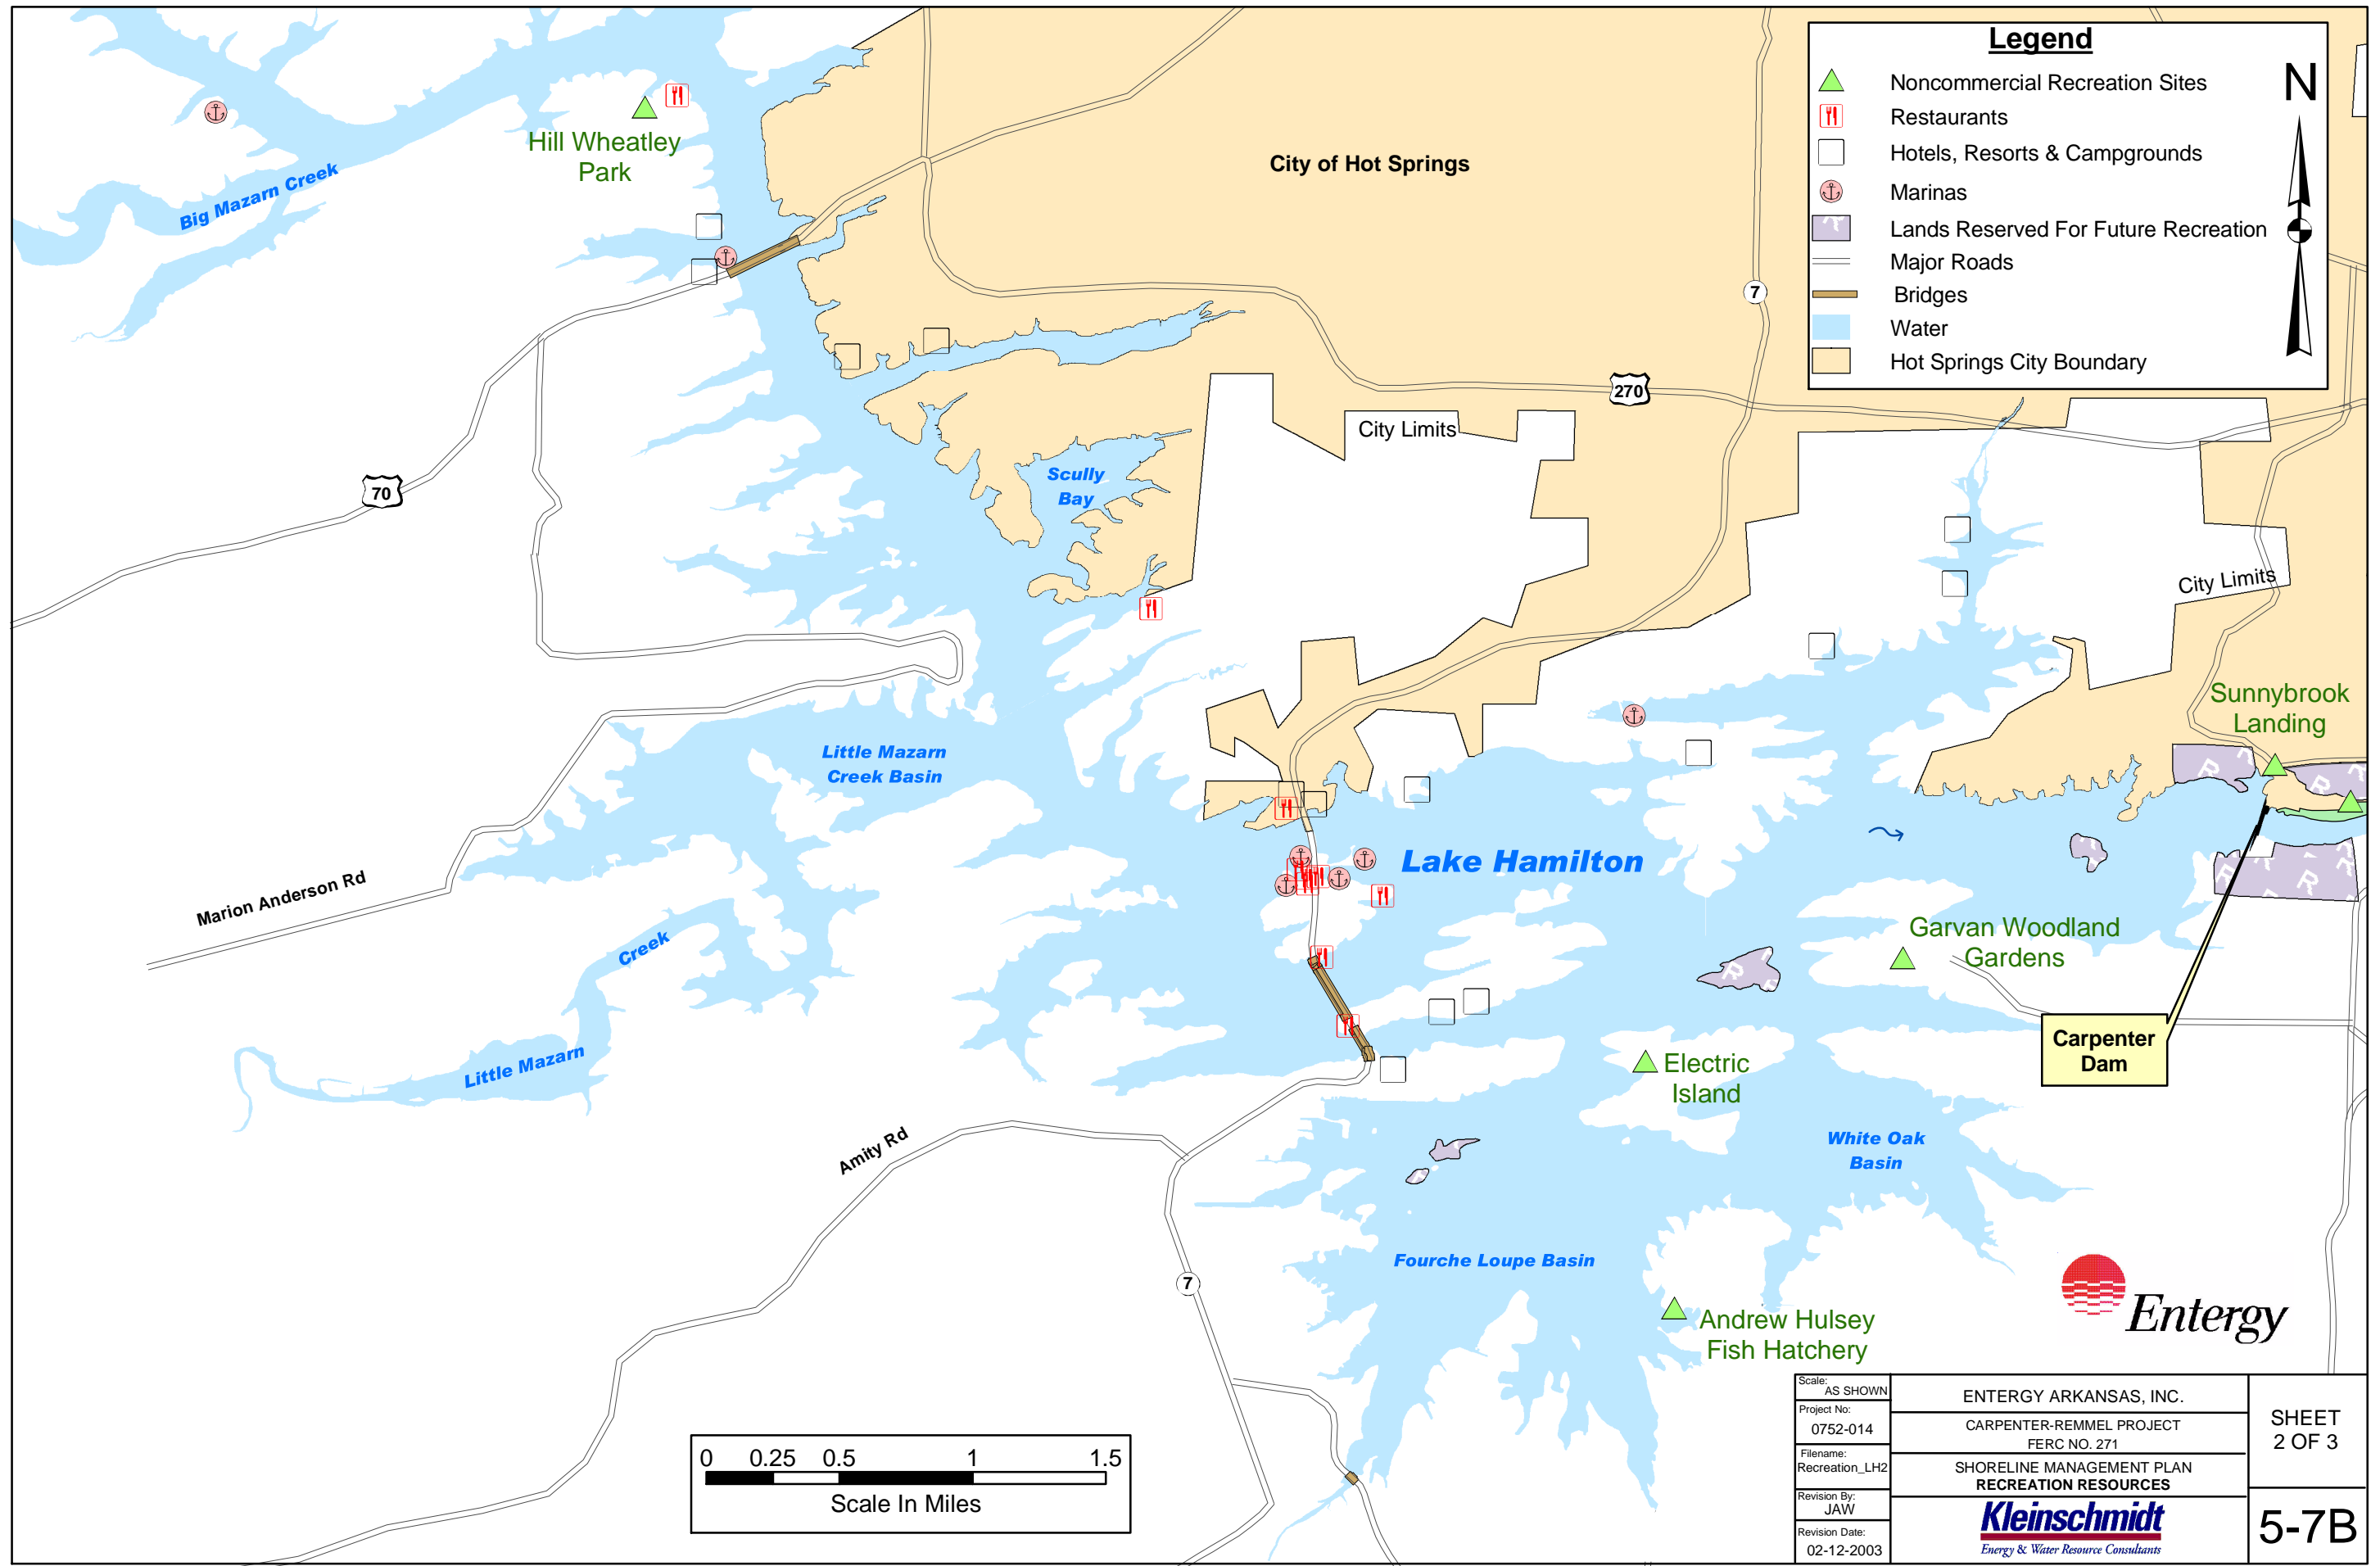 Legend
N
Noncommercial Recreation Sites
Restaurants
Hotels, Resorts & Campgrounds
Marinas
Lands Reserved For Future Recreation
Major Roads
Bridges
Water
Hot Springs City Boundary
Hill Wheatley
Park
Big Mazarn Creek
City of Hot Springs
7
270
City Limits
70
Scully
Bay
City Limits
Sunnybrook
Landing
Little Mazarn
Creek Basin
R
R
R
Lake Hamilton
R
R
R
Marion Anderson Rd
Creek
Garvan Woodland
Gardens
R
Little Mazarn
Carpenter
Dam
Electric
Island
Amity Rd
White Oak
Basin
Fourche Loupe Basin
7
Andrew Hulsey
Fish Hatchery
Entergy
0 0.25 0.5 1 1.5
Scale In Miles
Scale:
AS SHOWN
Project No:
0752-014
Filename:
Recreation_LH2
Revision By:
JAW
Revision Date:
02-12-2003
ENTERGY ARKANSAS, INC.
CARPENTER-REMMEL PROJECT
FERC NO. 271
SHORELINE MANAGEMENT PLAN
RECREATION RESOURCES
Kleinschmidt
Energy & Water Resource Consultants
SHEET
2 OF 3
5-7B